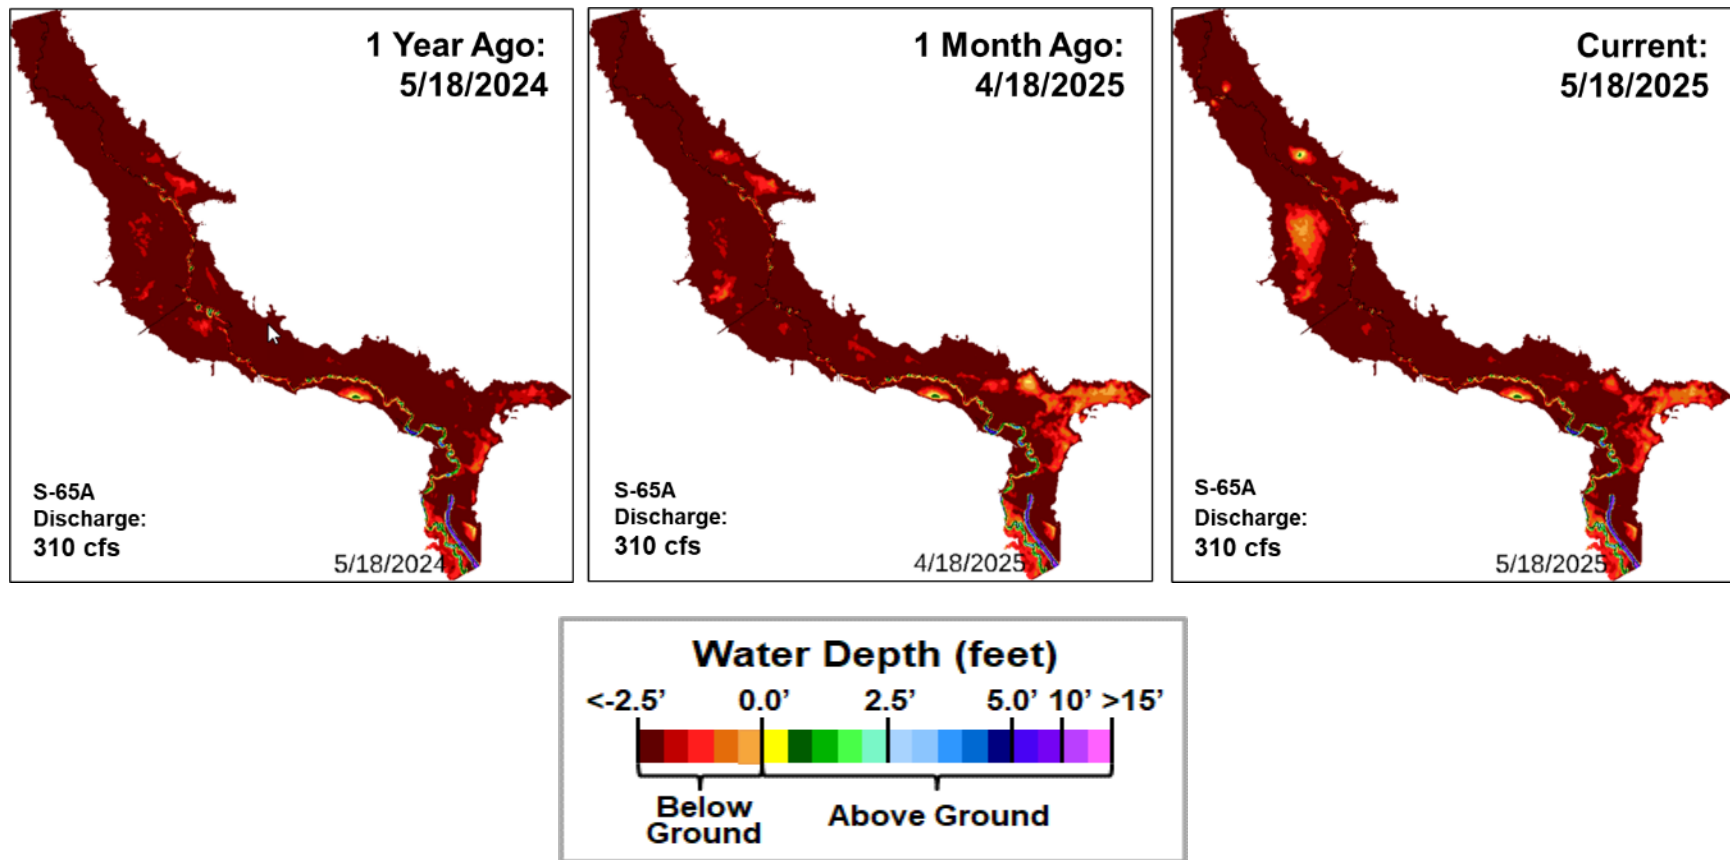 1 Year Ago:
5/18/2024
S-65A
Discharge:
310 cfs
5/18/2024
1 Month Ago:
4/18/2025
S-65A
Discharge:
310 cfs
4/18/2025
Current:
5/18/2025
S-65A
Discharge:
310 cfs
5/18/2025
Water Depth (feet)
<-2.5’ 0.0’ 2.5’ 5.0’ 10’ >15’
Below
Ground
Above Ground